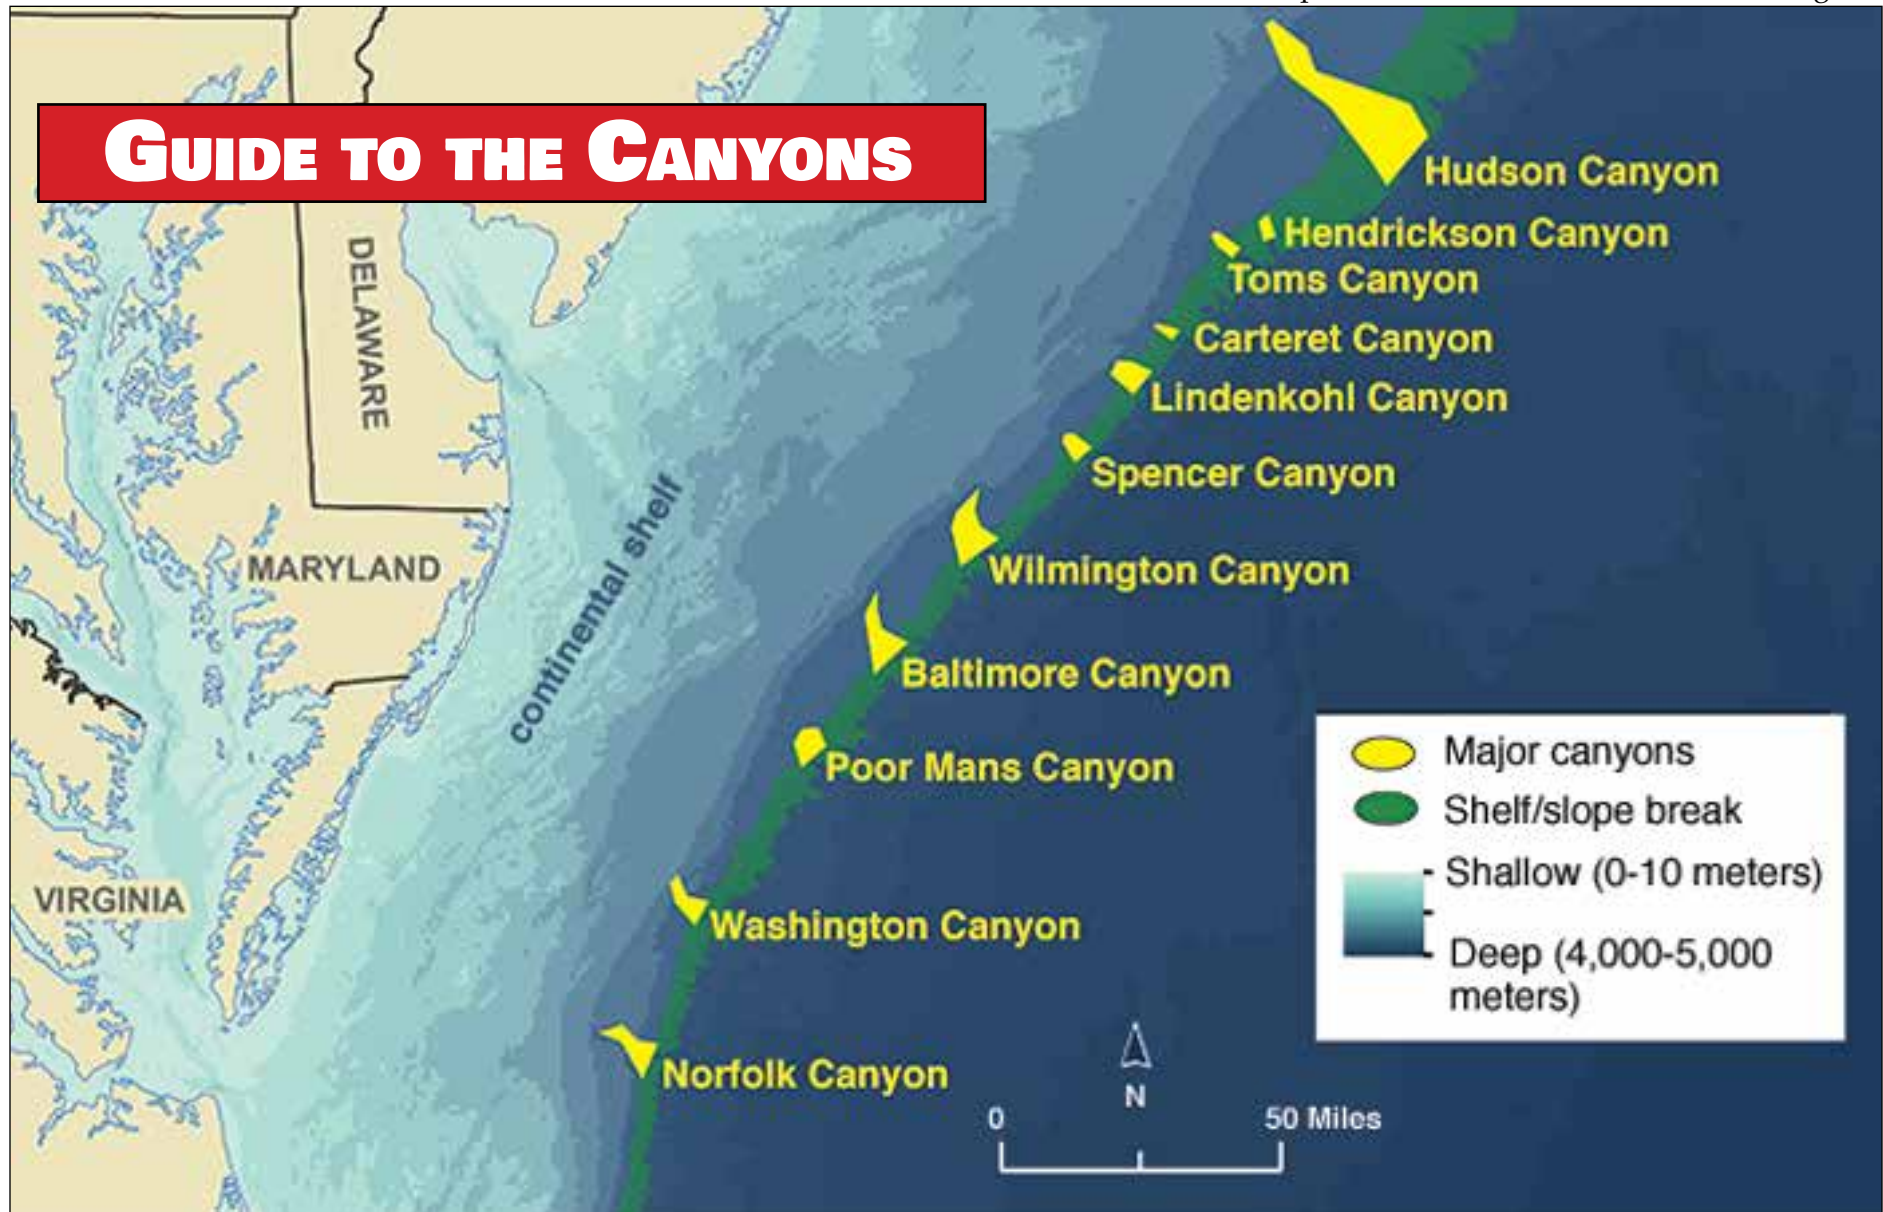 GUIDE TO THE CANYONS
Hudson Canyon
Hendrickson Canyon
Toms Canyon
Carteret Canyon
Lindenkohl Canyon
Spencer Canyon
Wilmington Canyon
Baltimore Canyon
Poor Mans Canyon
Washington Canyon
Norfolk Canyon
DELAWARE
MARYLAND
VIRGINIA
continental shelf
Major canyons
Shelf/slope break
Shallow (0-10 meters)
Deep (4,000-5,000
meters)
N
0 50 Miles